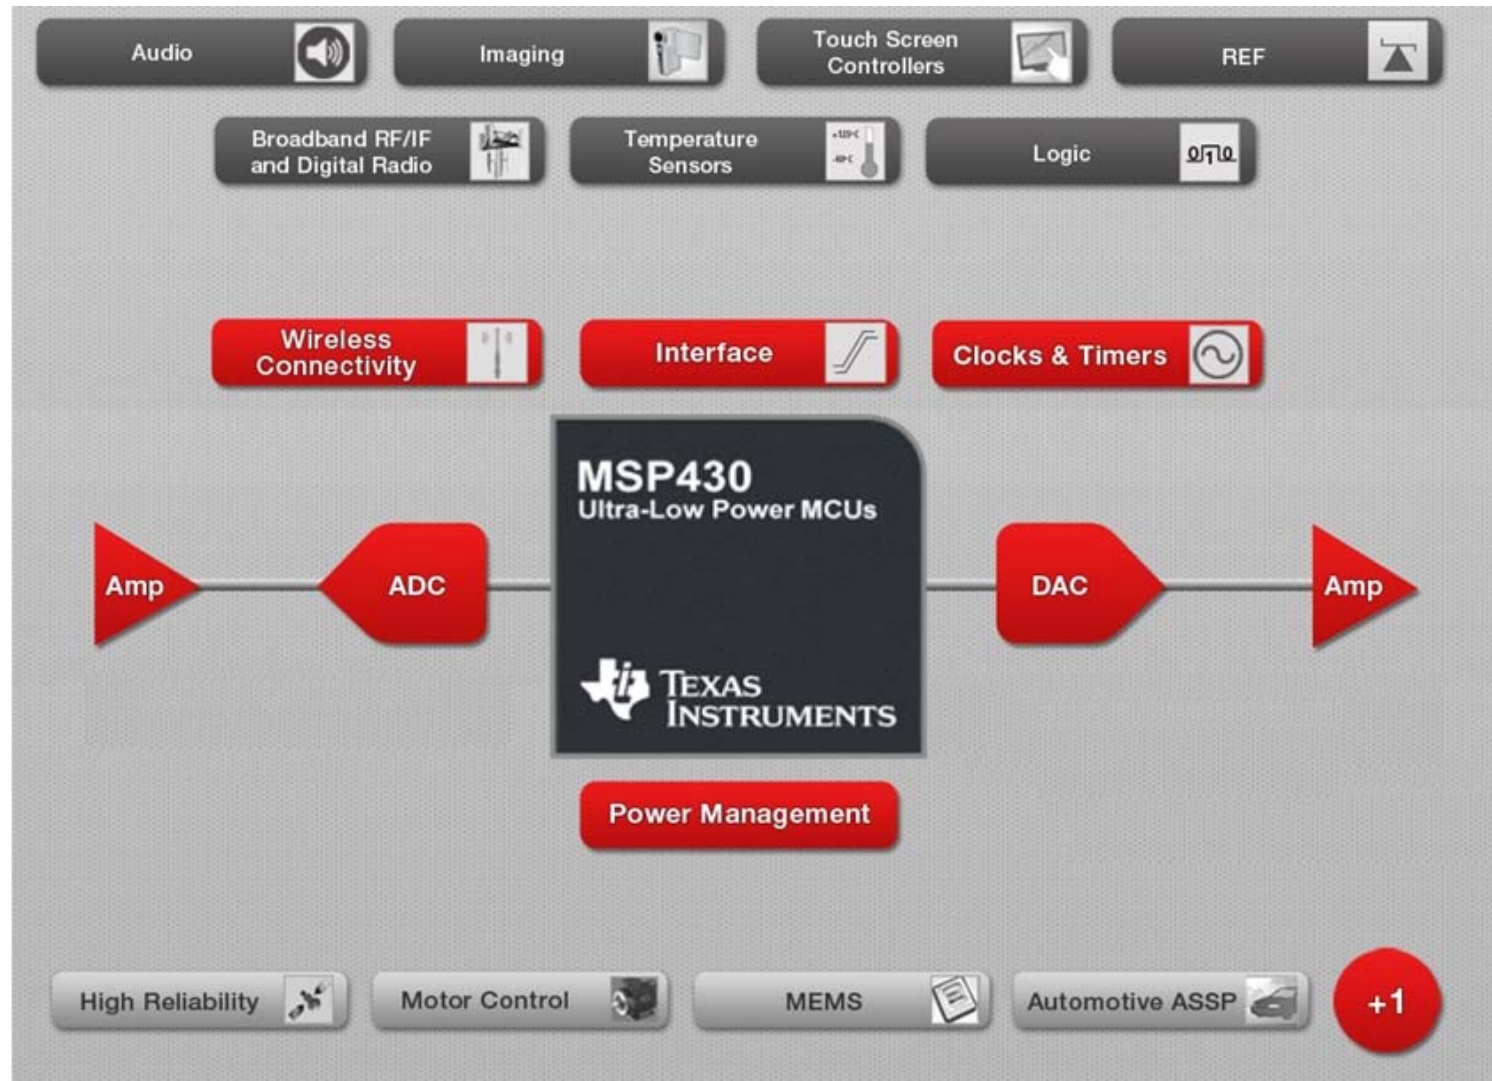 Audio
Imaging
Touch Screen
Controllers
REF
Broadband RF/IF
and Digital Radio
Temperature
Sensors
Logic
Wireless
Connectivity
Interface
Clocks & Timers
MSP430
Ultra-Low Power MCUs
Amp
ADC
DAC
Amp
TEXAS
INSTRUMENTS
Power Management
High Reliability
Motor Control
MEMS
Automotive ASSP
+1